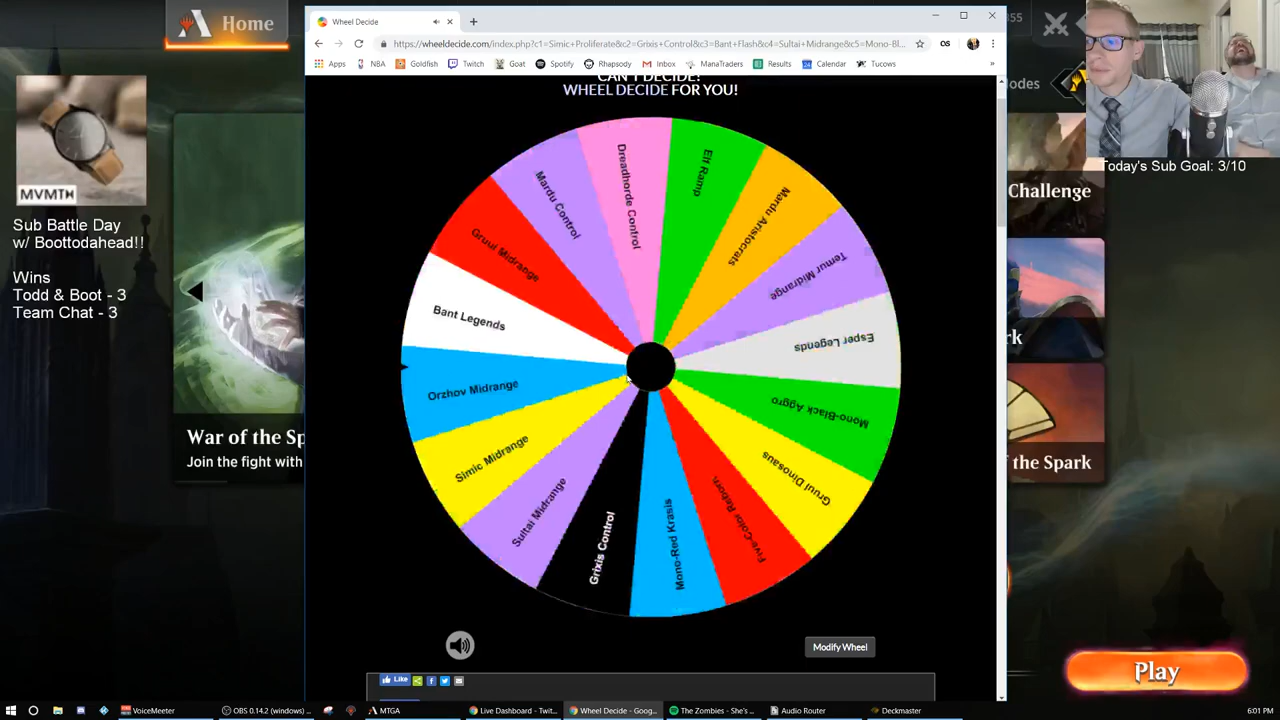 Home
Wheel Decide
https://wheeldecide.com/index.php?c1=Simic+Proliferate&c2=Grixis+Control&c3=Bant+Flash&c4=Sultai+Midrange&c5=Mono-Bl...
Apps
NBA
Goldfish
Twitch
Goat
Spotify
Rhapsody
Inbox
ManaTraders
Results
Calendar
Tucows
CAN'T DECIDE?
WHEEL DECIDE FOR YOU!
Dreadhorde Control
Elf Ramp
Mardu Aristocrats
Temur Midrange
Esper Legends
Mono-Black Aggro
Gruul Dinosaus
Five-Color Reborn.
Mono-Red Krasis
Grixis Control
Sultai Midrange
Simic Midrange
Orzhov Midrange
Bant Legends
Gruul Midrange
Mardu Control
Modify Wheel
Like
MVMT
Sub Battle Day
w/ Boottodahead!!
Wins
Todd & Boot - 3
Team Chat - 3
War of the Sp
Join the fight with
Today's Sub Goal: 3/10
Challenge
rk
f the Spark
Play
VoiceMeeter
OBS 0.14.2 (windows) ...
MTGA
Live Dashboard - Twit...
Wheel Decide - Goog...
The Zombies - She's ...
Audio Router
Deckmaster
6:01 PM